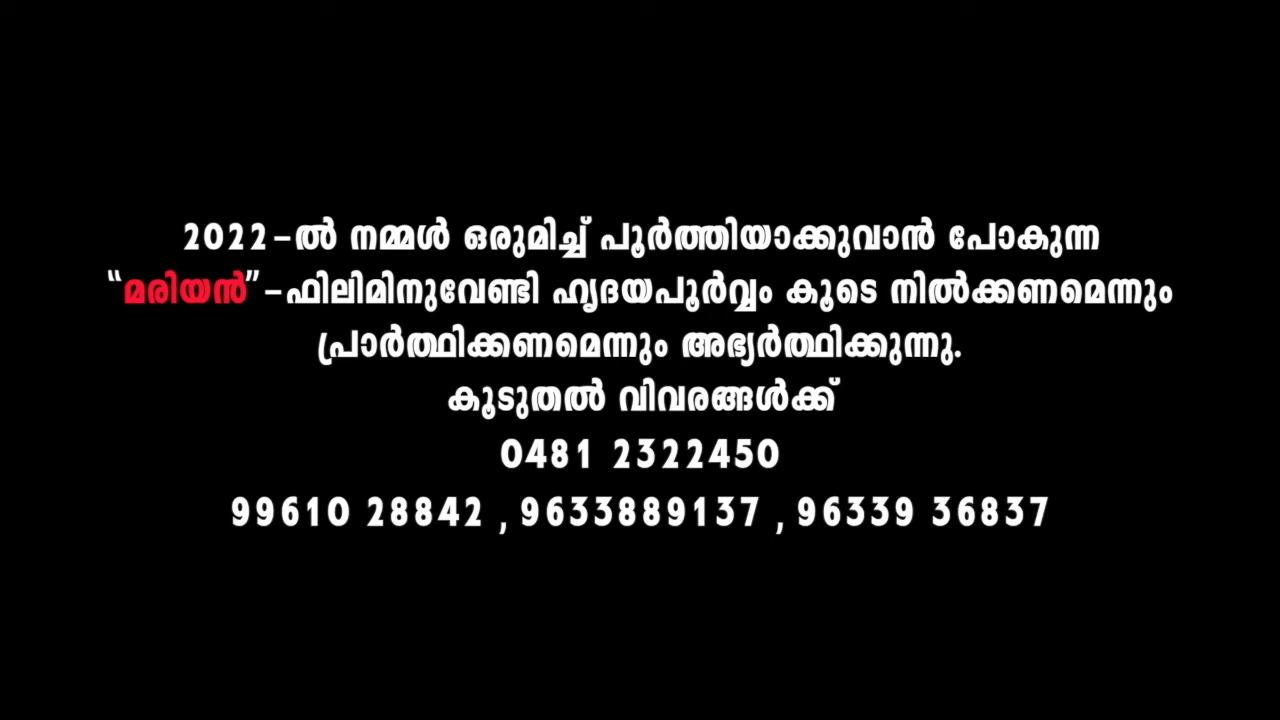 2022-ൽ നമ്മൾ ഒരുമിച്ച് പൂർത്തിയാക്കുവാൻ പോകുന്ന
“മരിയൻ”-ഫിലിമിനുവേണ്ടി ഹൃദയപൂർവ്വം കൂടെ നിൽക്കണമെന്നും
പ്രാർത്ഥിക്കണമെന്നും അഭ്യർത്ഥിക്കുന്നു.
കൂടുതൽ വിവരങ്ങൾക്ക്
0481 2322450
99610 28842 , 9633889137 , 96339 36837